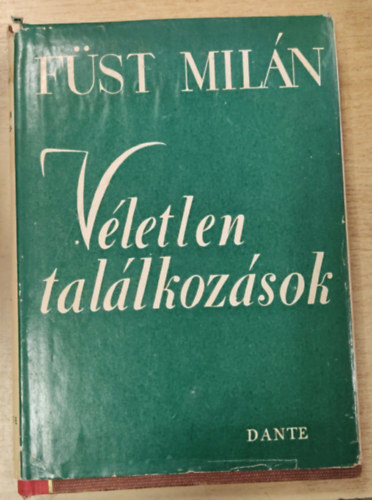 FÜST MILÁN
Véletlen
találkozások
DANTE